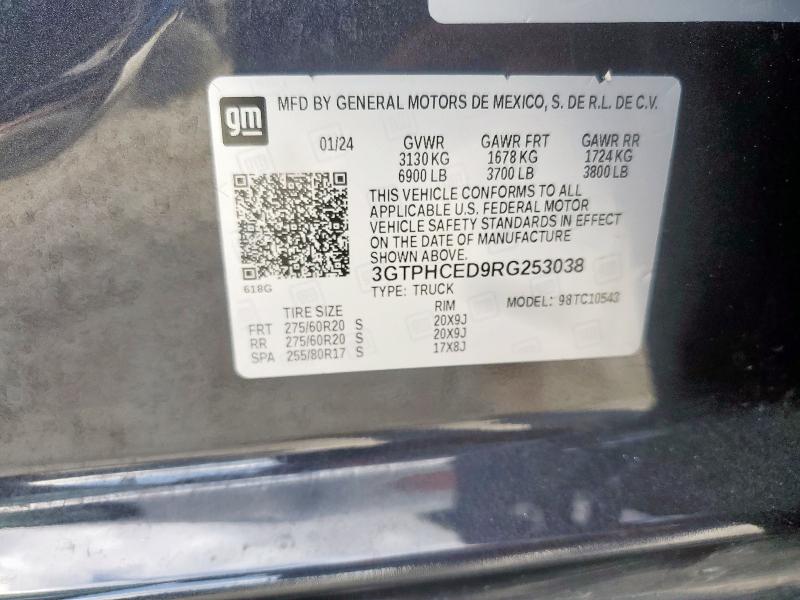 gm
MFD BY GENERAL MOTORS DE MEXICO, S. DE R.L. DE C.V.
01/24 GVWR GAWR FRT GAWR RR
3130 KG 1678 KG 1724 KG
6900 LB 3700 LB 3800 LB
THIS VEHICLE CONFORMS TO ALL
APPLICABLE U.S. FEDERAL MOTOR
VEHICLE SAFETY STANDARDS IN EFFECT
ON THE DATE OF MANUFACTURE
SHOWN ABOVE.
618G
3GTPHCED9RG253038
TYPE: TRUCK MODEL: 98TC10543
TIRE SIZE RIM
FRT 275/60R20 S 20X9J
RR 275/60R20 S 20X9J
SPA 255/80R17 S 17X8J